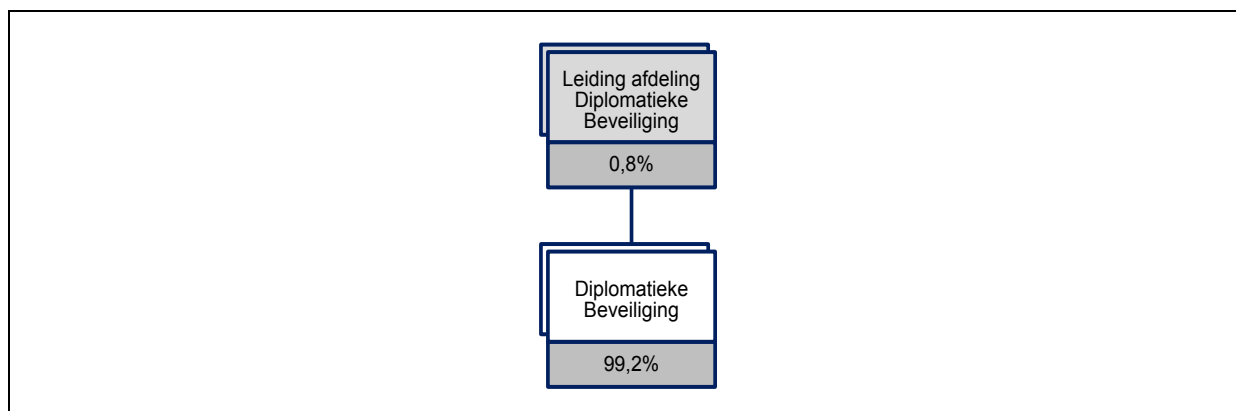 Leiding afdeling
Diplomatieke
Beveiliging
0,8%
Diplomatieke
Beveiliging
99,2%